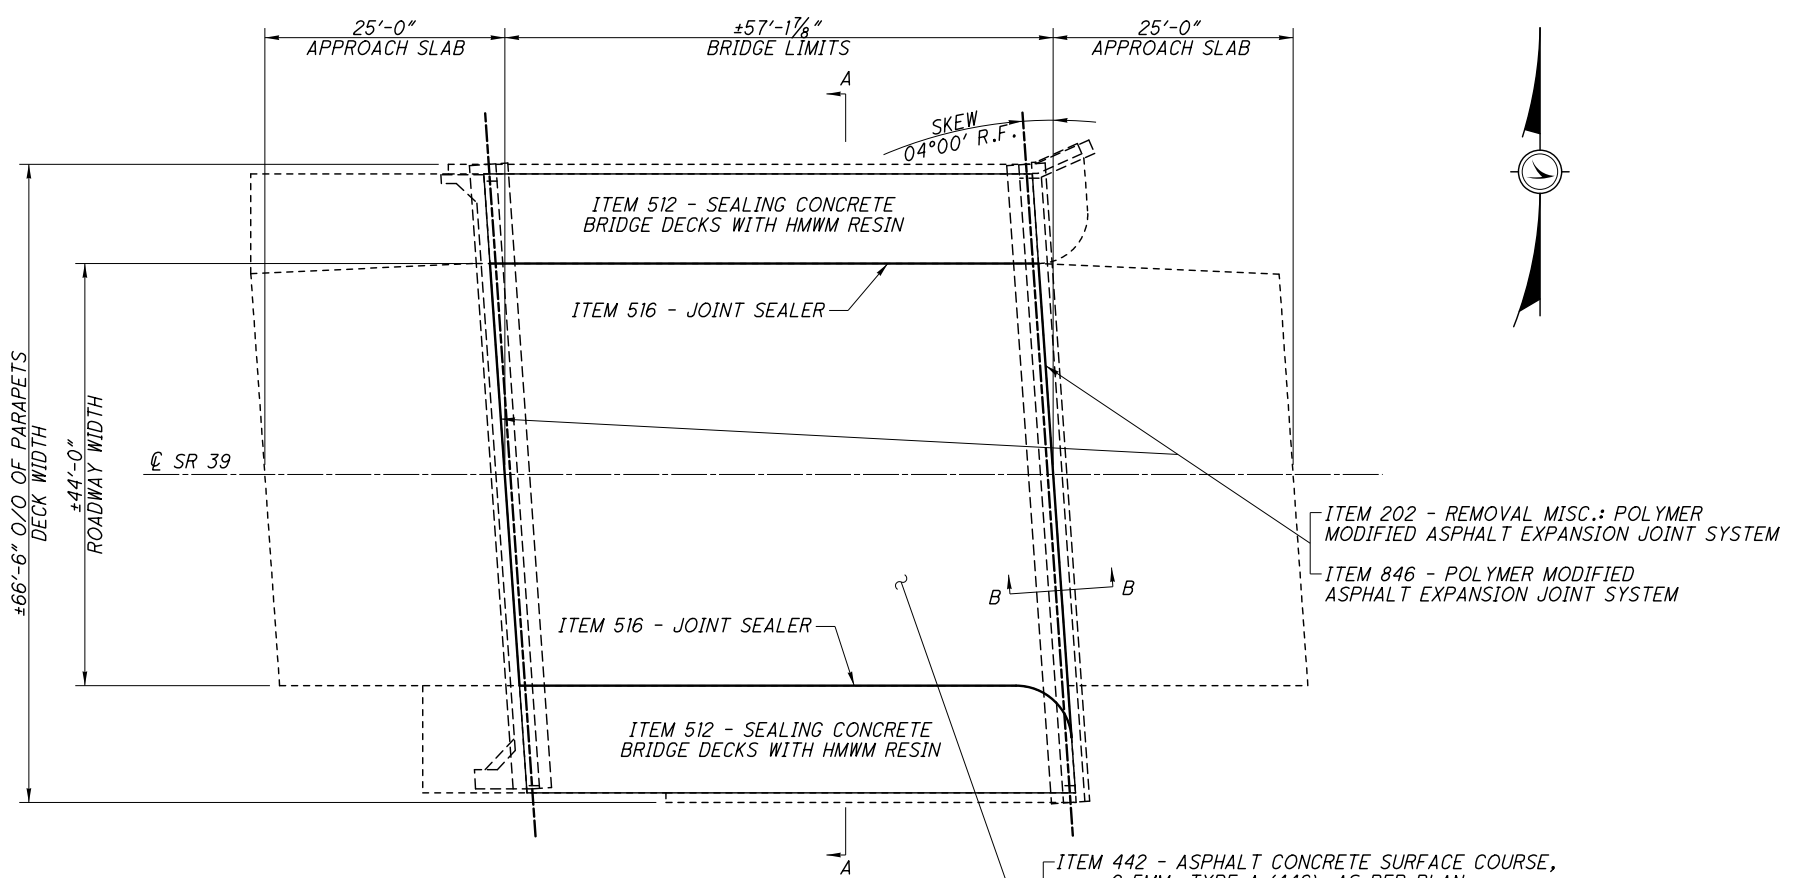 25'-0"
APPROACH SLAB
±57'-1⅞"
BRIDGE LIMITS
25'-0"
APPROACH SLAB
A
SKEW
04°00' R.F.
ITEM 512 - SEALING CONCRETE
BRIDGE DECKS WITH HMWM RESIN
ITEM 516 - JOINT SEALER
±66'-6" O/O OF PARAPETS
DECK WIDTH
±44'-0"
ROADWAY WIDTH
℄ SR 39
ITEM 202 - REMOVAL MISC.: POLYMER
MODIFIED ASPHALT EXPANSION JOINT SYSTEM
ITEM 846 - POLYMER MODIFIED
ASPHALT EXPANSION JOINT SYSTEM
B
B
ITEM 516 - JOINT SEALER
ITEM 512 - SEALING CONCRETE
BRIDGE DECKS WITH HMWM RESIN
A
ITEM 442 - ASPHALT CONCRETE SURFACE COURSE,